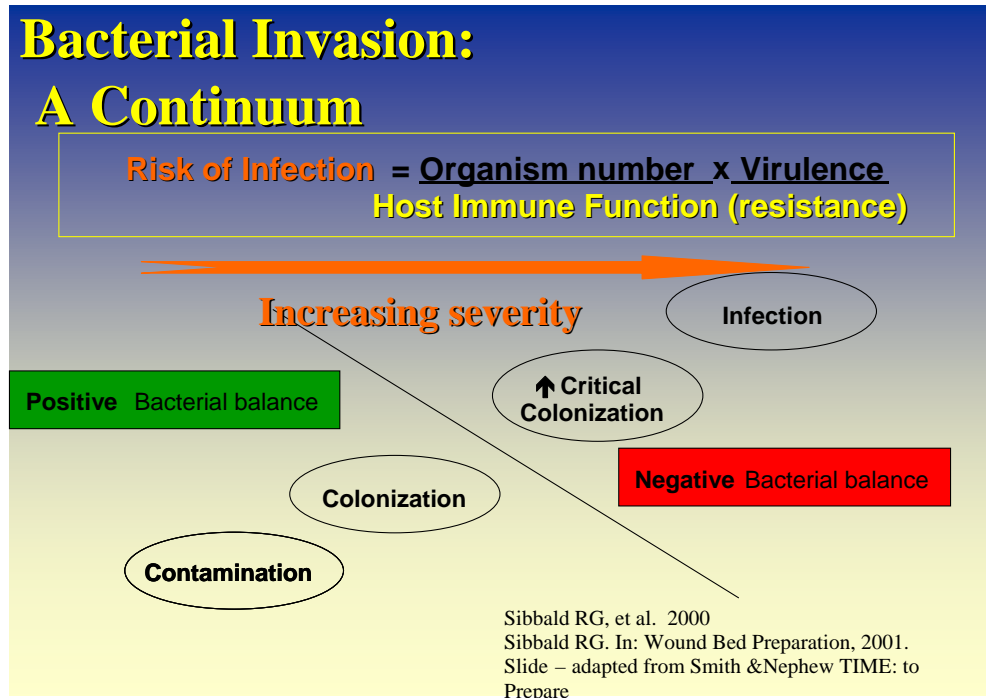 Bacterial Invasion:
A Continuum
Risk of Infection = Organism number x Virulence
Host Immune Function (resistance)
Increasing severity
Infection
↑ Critical
Colonization
Positive Bacterial balance
Negative Bacterial balance
Colonization
Contamination
Sibbald RG, et al. 2000
Sibbald RG. In: Wound Bed Preparation, 2001.
Slide – adapted from Smith &Nephew TIME: to
Prepare